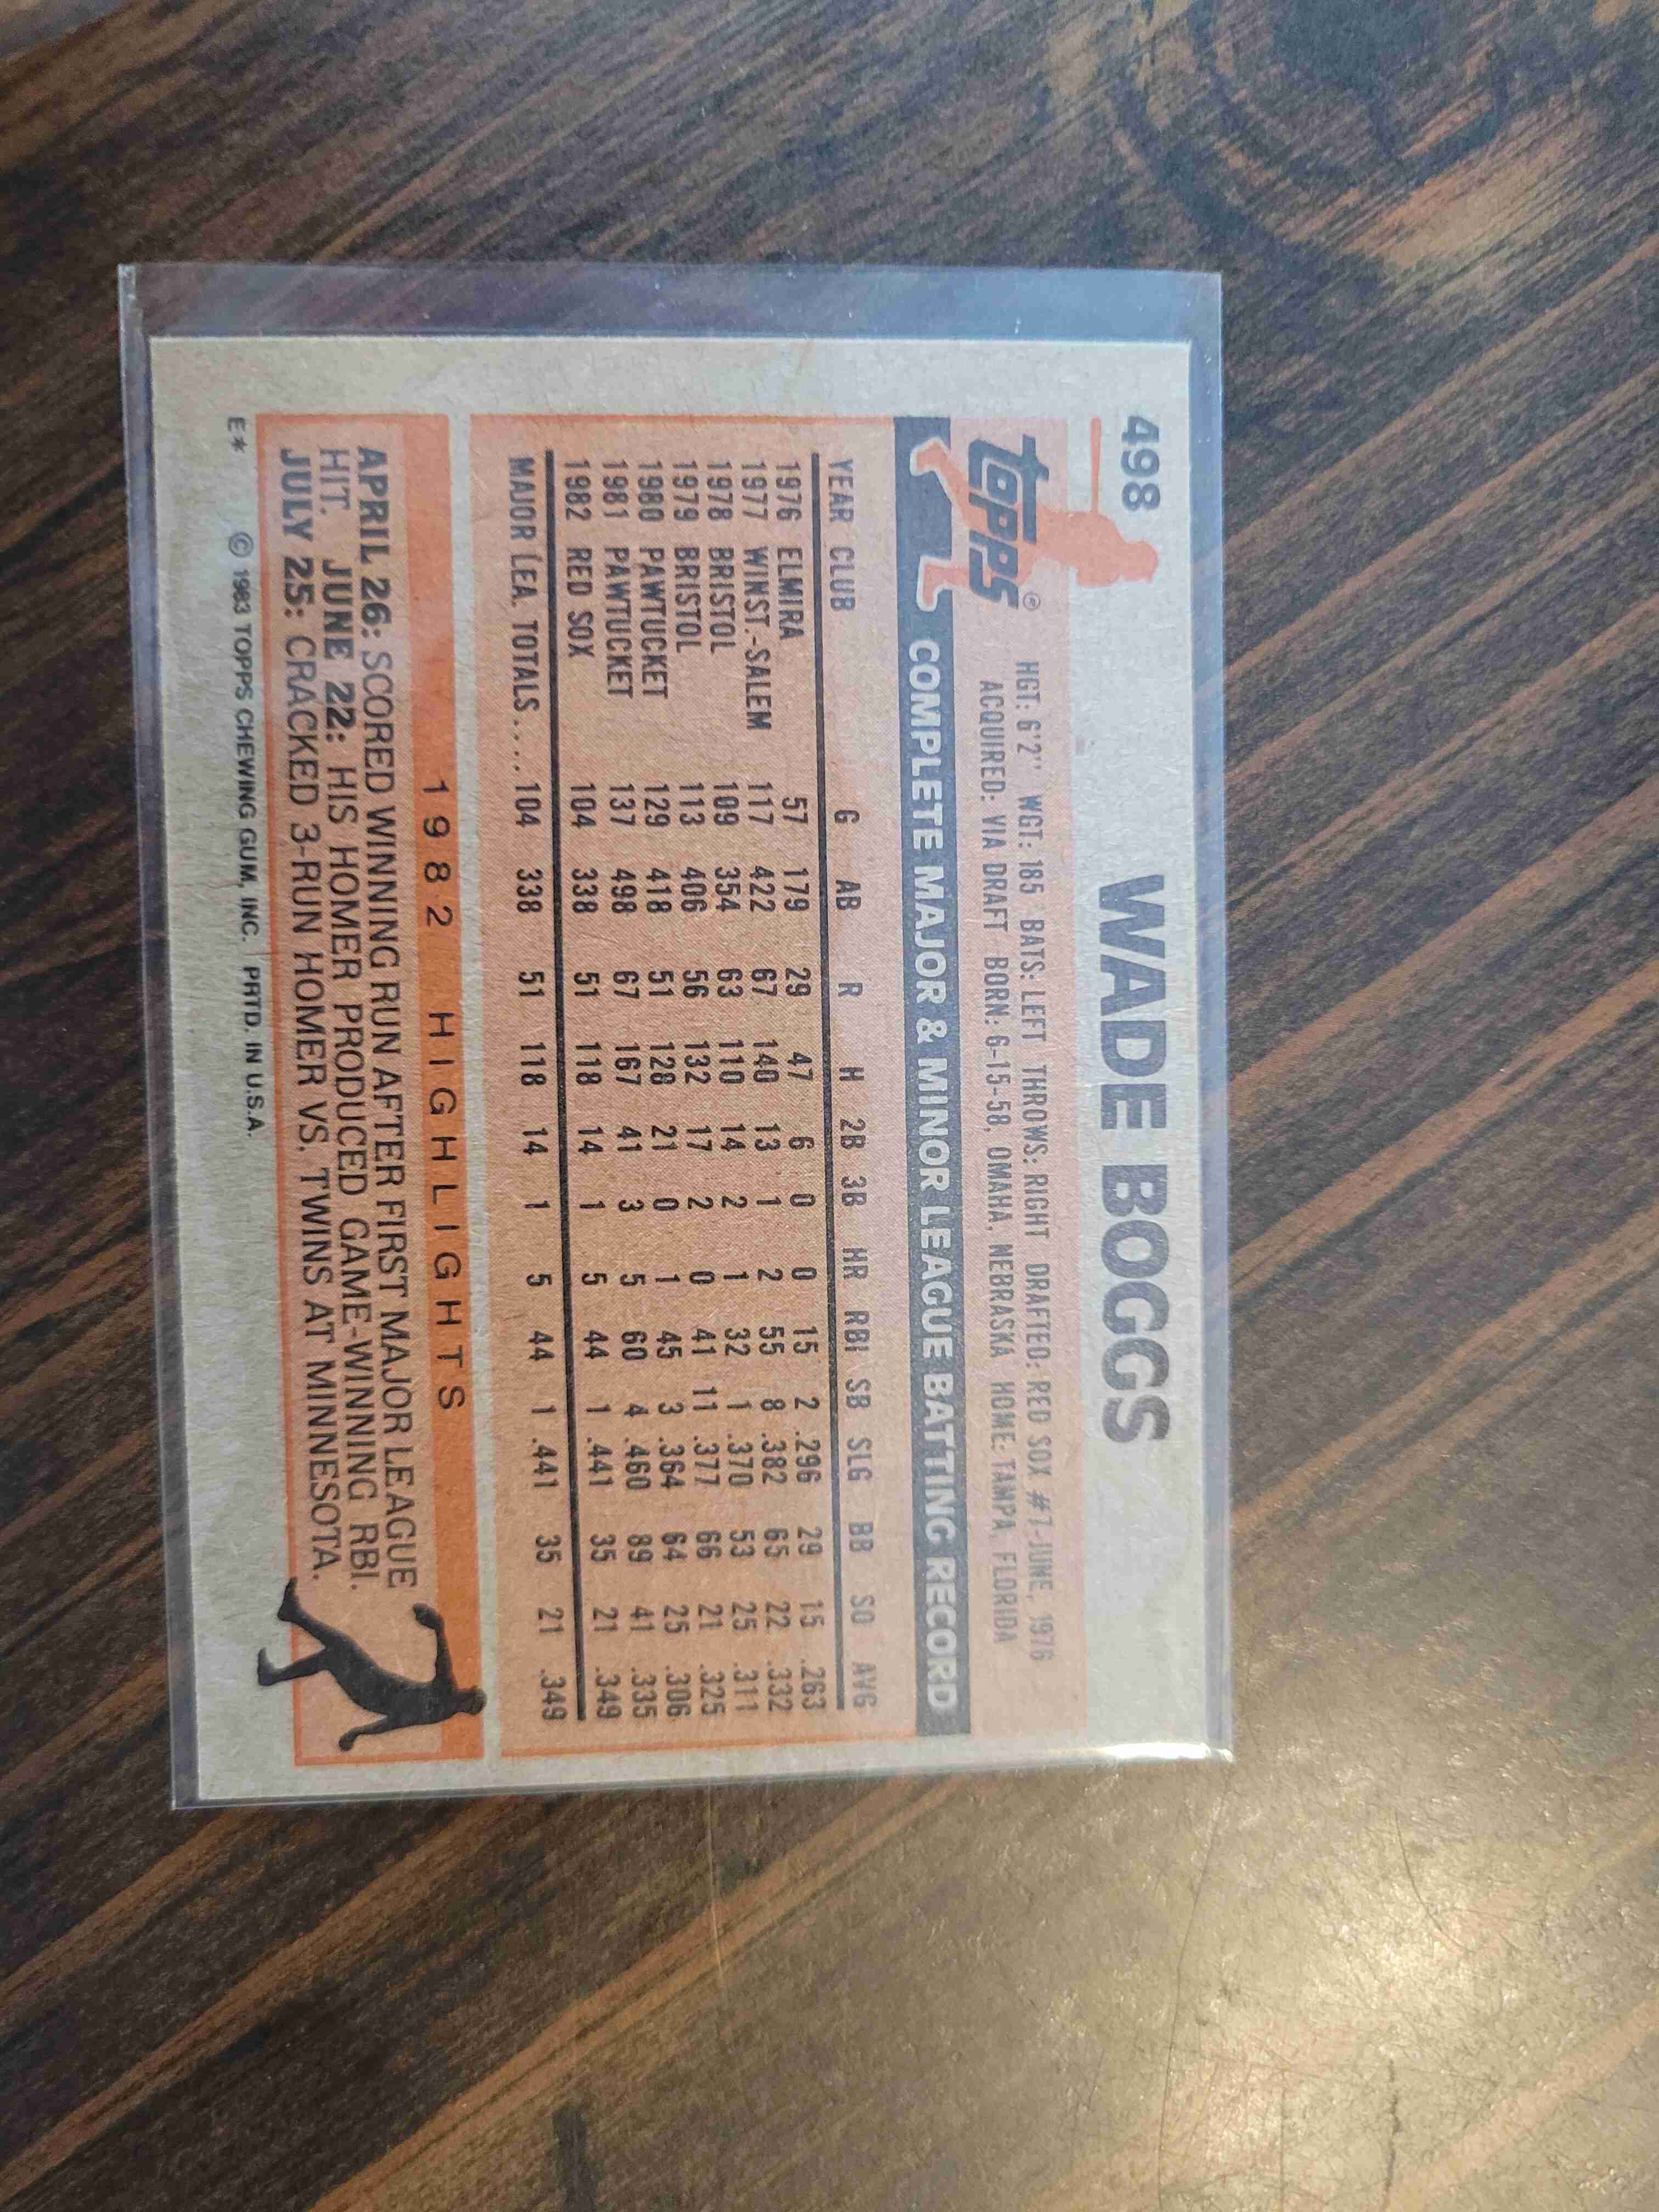 498
WADE BOGGS
TOPPS®
HGT: 6'2" WGT: 185 BATS: LEFT THROWS: RIGHT DRAFTED: RED SOX #7-JUNE, 1976
ACQUIRED: VIA DRAFT BORN: 6-15-58, OMAHA, NEBRASKA HOME: TAMPA, FLORIDA
COMPLETE MAJOR & MINOR LEAGUE BATTING RECORD
YEAR CLUB G AB R H 2B 3B HR RBI SB SLG BB SO AVG
1976 ELMIRA 57 179 29 47 6 0 0 15 2 .296 29 15 .263
1977 WINST.-SALEM 117 422 67 140 13 1 2 55 8 .382 65 22 .332
1978 BRISTOL 109 354 63 110 14 2 1 32 1 .370 53 25 .311
1979 BRISTOL 113 406 56 132 17 2 0 41 11 .377 66 21 .325
1980 PAWTUCKET 129 418 51 128 21 0 1 45 3 .364 64 25 .306
1981 PAWTUCKET 137 498 67 167 41 3 5 60 4 .460 89 41 .335
1982 RED SOX 104 338 51 118 14 1 5 44 1 .441 35 21 .349
MAJOR LEA. TOTALS.... 104 338 51 118 14 1 5 44 1 .441 35 21 .349
1982 HIGHLIGHTS
APRIL 26: SCORED WINNING RUN AFTER FIRST MAJOR LEAGUE
HIT. JUNE 22: HIS HOMER PRODUCED GAME-WINNING RBI.
JULY 25: CRACKED 3-RUN HOMER VS. TWINS AT MINNESOTA.
E* © 1983 TOPPS CHEWING GUM, INC. PRTD. IN U.S.A.